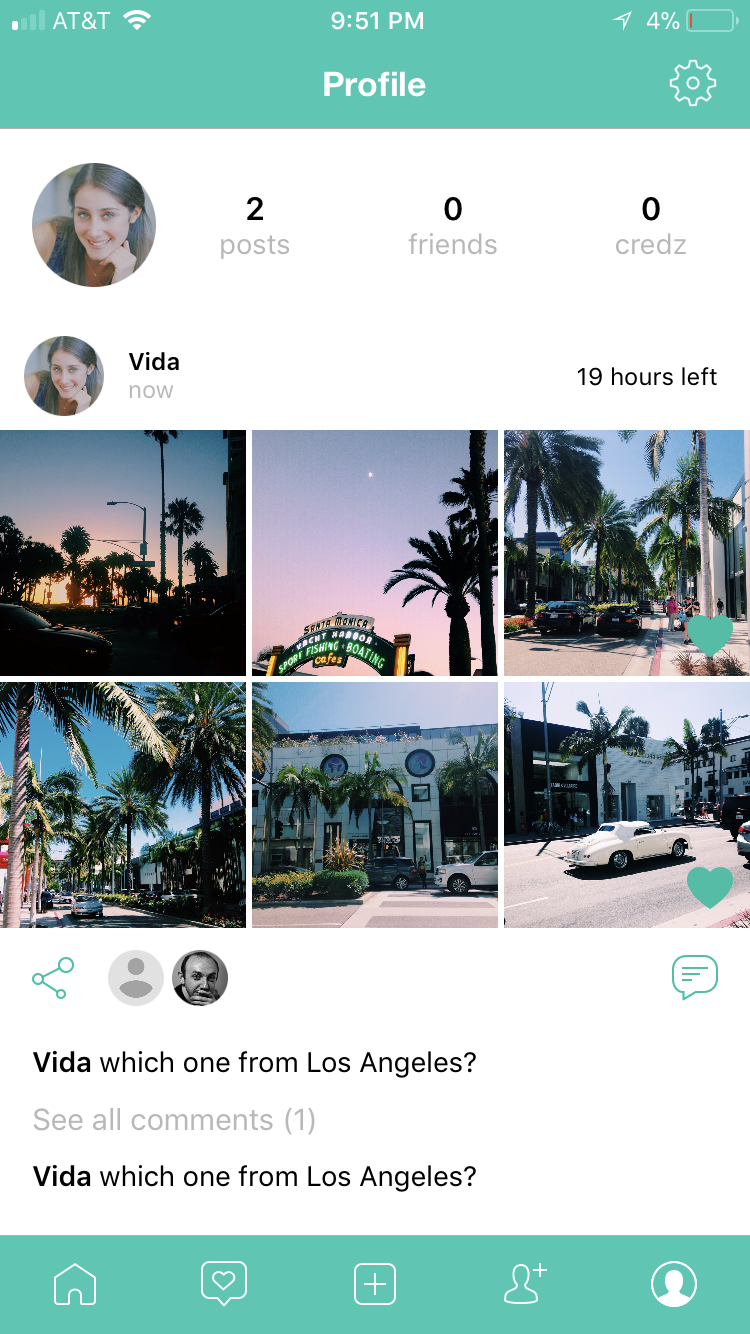 AT&T 9:51 PM 4%
Profile
2 0 0
posts friends credz
Vida
now
19 hours left
SANTA MONICA
YACHT HARBOR
SPORT FISHING BOATING
Cafes
Vida which one from Los Angeles?
See all comments (1)
Vida which one from Los Angeles?